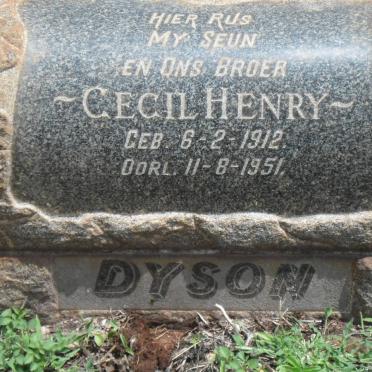 HIER RUS
MY SEUN
EN ONS BROER
~CECIL HENRY~
GEB. 6-2-1912.
OORL. 11-8-1951.
DYSON